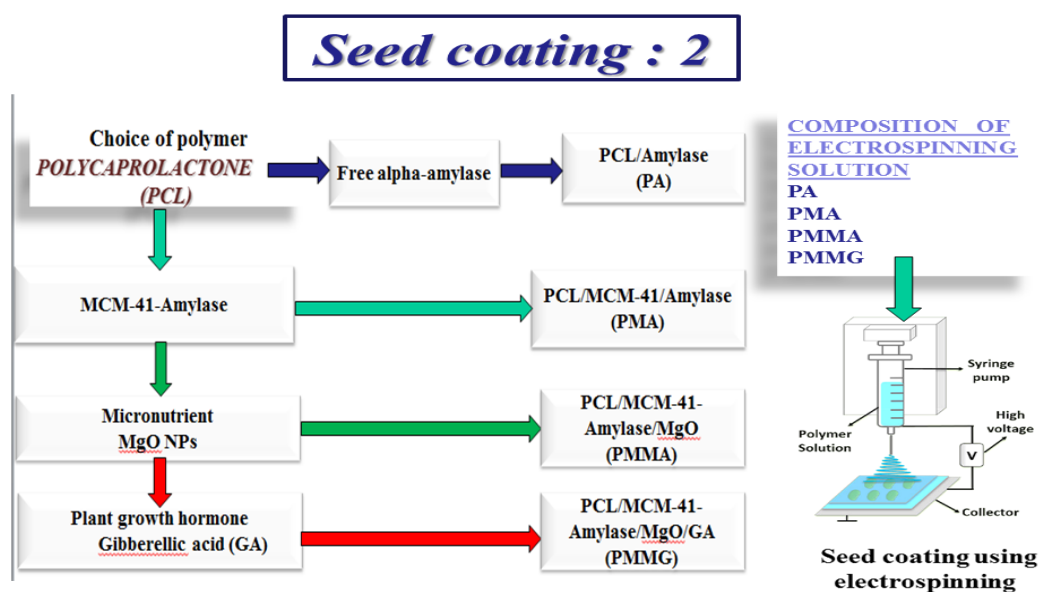 Seed coating : 2
Choice of polymer
POLYCAPROLACTONE
(PCL)
Free alpha-amylase
PCL/Amylase
(PA)
MCM-41-Amylase
PCL/MCM-41/Amylase
(PMA)
Micronutrient
MgO NPs
PCL/MCM-41-
Amylase/MgO
(PMMA)
Plant growth hormone
Gibberellic acid (GA)
PCL/MCM-41-
Amylase/MgO/GA
(PMMG)
COMPOSITION OF
ELECTROSPINNING
SOLUTION
PA
PMA
PMMA
PMMG
Syringe
pump
Polymer
Solution
High
voltage
V
Collector
Seed coating using
electrospinning